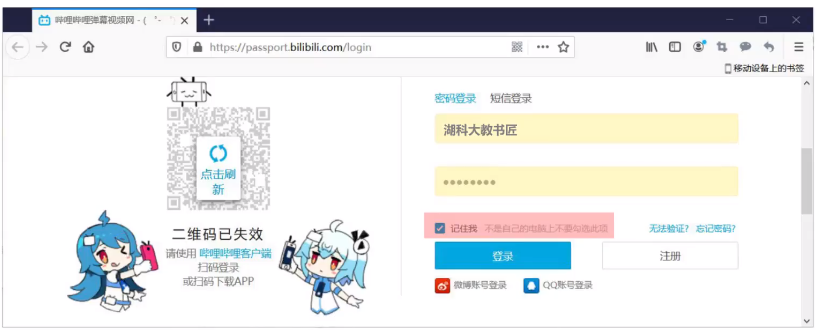 哔哩哔哩弹幕视频网 - ( ゜-
https://passport.bilibili.com/login
移动设备上的书签
点击刷
新
二维码已失效
请使用 哔哩哔哩客户端
扫码登录
或扫码下载APP
密码登录 短信登录
湖科大教书匠
••••••••
记住我 不是自己的电脑上不要勾选此项 无法验证? 忘记密码?
登录 注册
微博账号登录 QQ账号登录